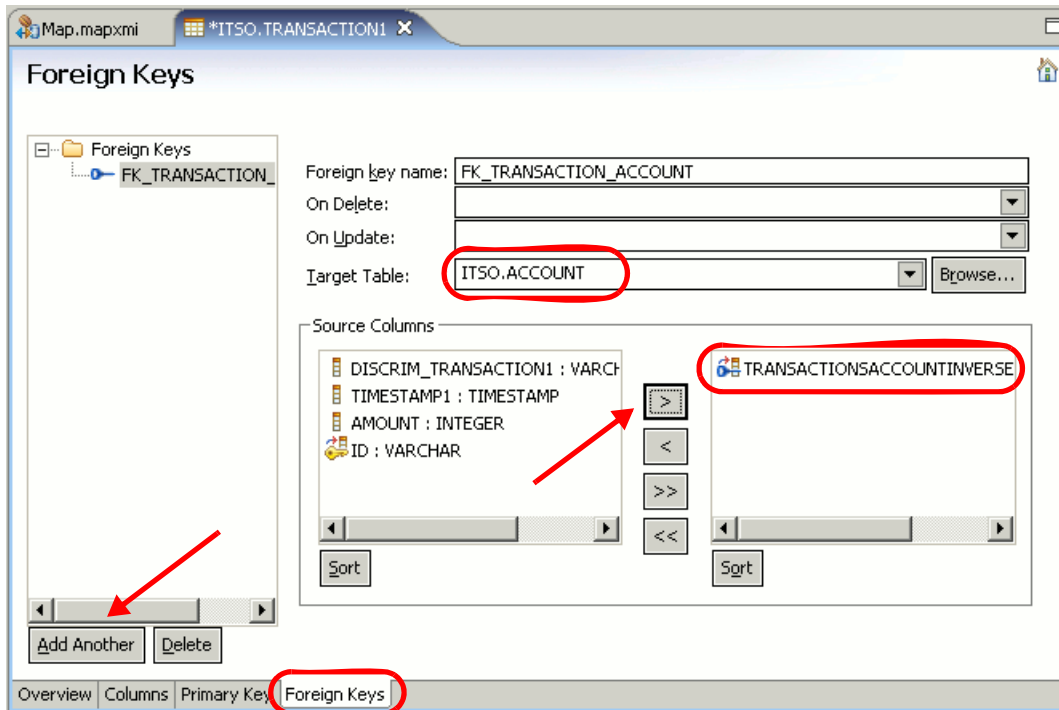 Map.mapxmi *ITSO.TRANSACTION1
Foreign Keys
Foreign Keys
FK_TRANSACTION_
Foreign key name: FK_TRANSACTION_ACCOUNT
On Delete:
On Update:
Target Table: ITSO.ACCOUNT Browse...
Source Columns
DISCRIM_TRANSACTION1 : VARCH
TIMESTAMP1 : TIMESTAMP
AMOUNT : INTEGER
ID : VARCHAR
>
<
>>
<<
TRANSACTIONSACCOUNTINVERSE
Sort Sort
Add Another Delete
Overview Columns Primary Key Foreign Keys